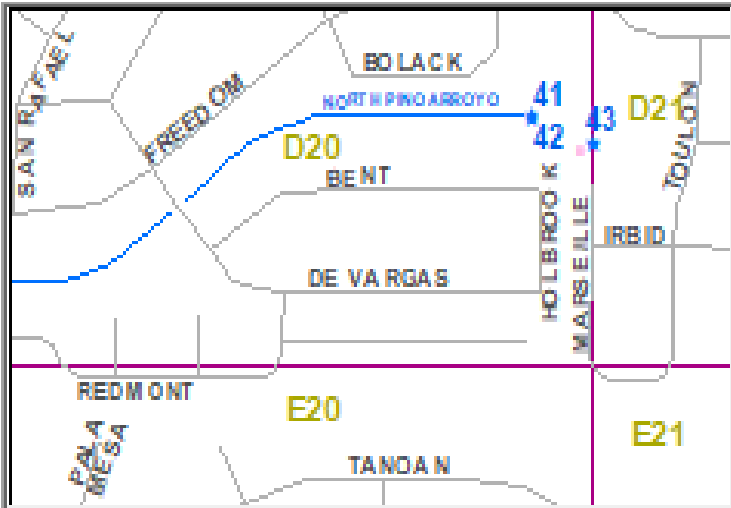 SAN RAFAEL
FREEDOM
BOLACK
NORTH PINO ARROYO
41
42
43
D21
TOULON
D20
BENT
HOLBROOK
MARSEILLE
IRBID
DE VARGAS
REDMONT
E20
E21
PALA
MESA
TANOAN